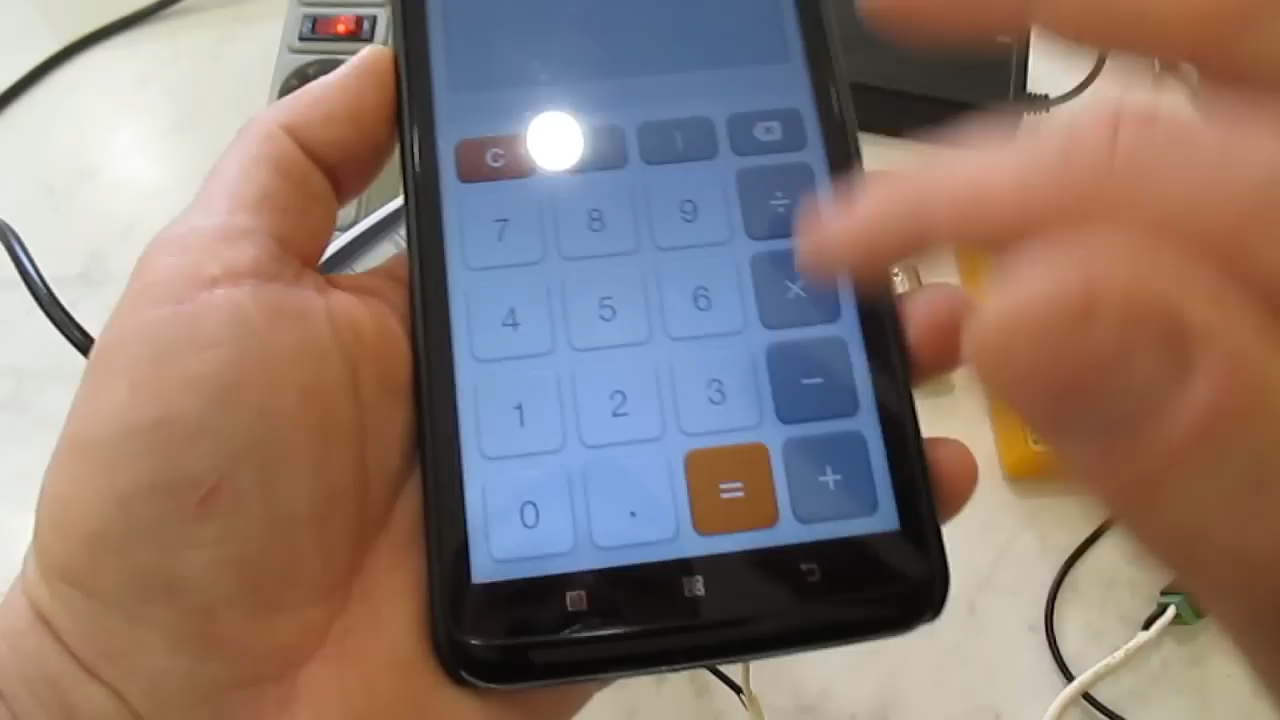 C )
7 8 9 ÷
4 5 6 ×
1 2 3 −
0 . = +